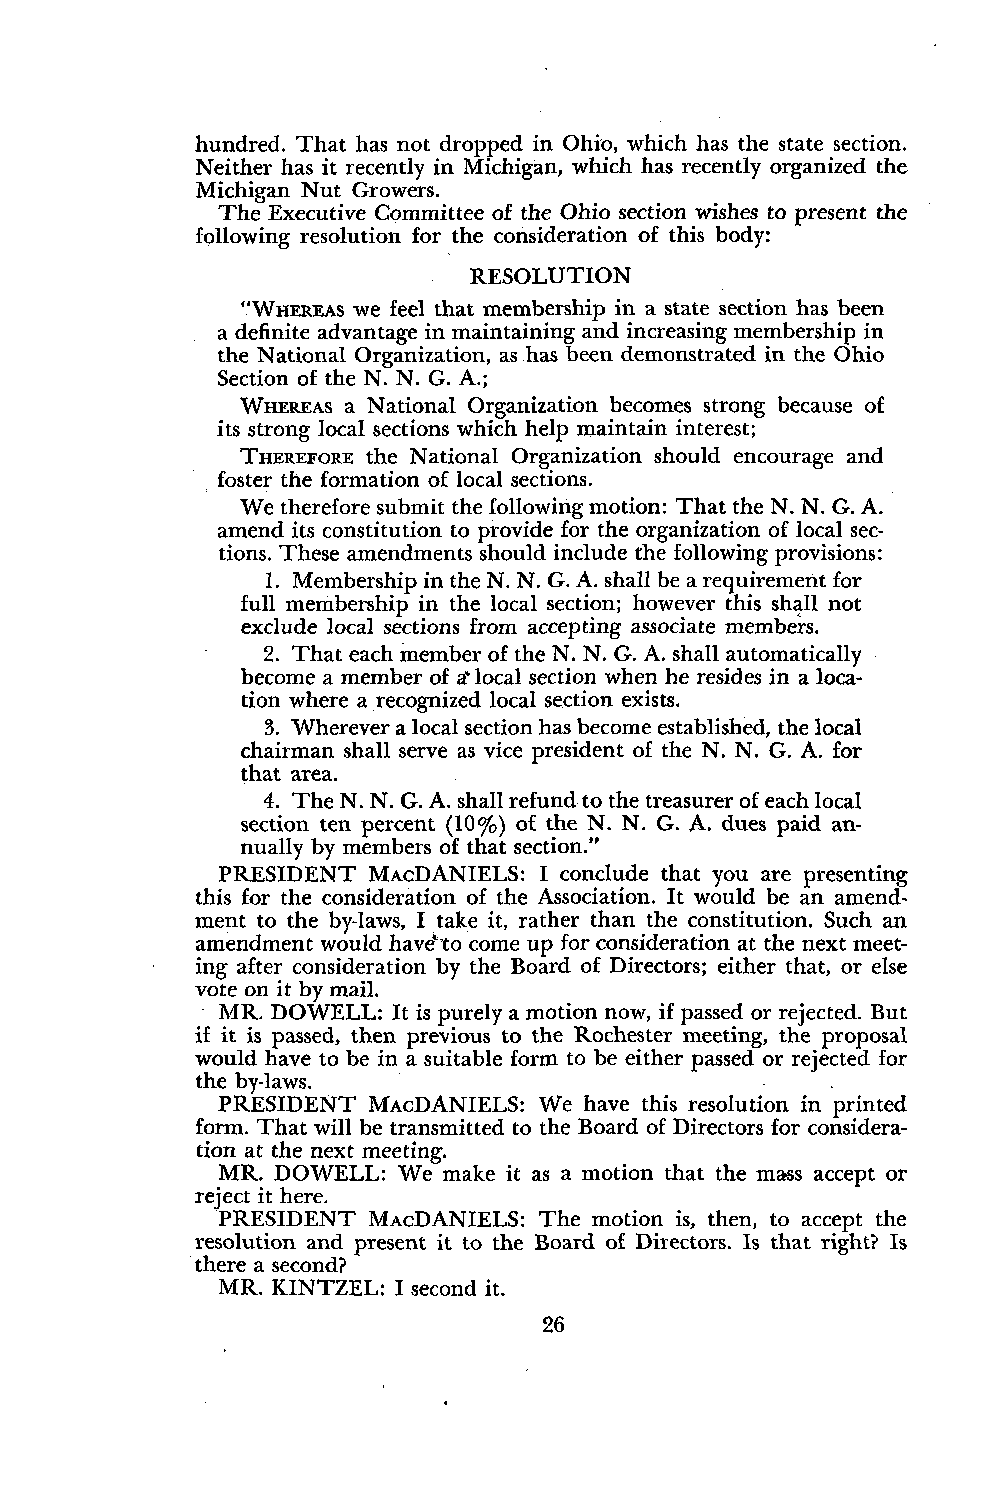 hundred. That has not dropped in Ohio, which has the state section.
Neither has it recently in Michigan, which has recently organized the
Michigan Nut Growers.
The Executive Committee of the Ohio section wishes to present the
following resolution for the consideration of this body:
RESOLUTION
"WHEREAS we feel that membership in a state section has been
a definite advantage in maintaining and increasing membership in
the National Organization, as has been demonstrated in the Ohio
Section of the N. N. G. A.;
WHEREAS a National Organization becomes strong because of
its strong local sections which help maintain interest;
THEREFORE the National Organization should encourage and
foster the formation of local sections.
We therefore submit the following motion: That the N. N. G. A.
amend its constitution to provide for the organization of local sec-
tions. These amendments should include the following provisions:
1. Membership in the N. N. G. A. shall be a requirement for
full membership in the local section; however this shall not
exclude local sections from accepting associate members.
2. That each member of the N. N. G. A. shall automatically
become a member of a local section when he resides in a loca-
tion where a recognized local section exists.
3. Wherever a local section has become established, the local
chairman shall serve as vice president of the N. N. G. A. for
that area.
4. The N. N. G. A. shall refund to the treasurer of each local
section ten percent (10%) of the N. N. G. A. dues paid an-
nually by members of that section."
PRESIDENT MACDANIELS: I conclude that you are presenting
this for the consideration of the Association. It would be an amend-
ment to the by-laws, I take it, rather than the constitution. Such an
amendment would have to come up for consideration at the next meet-
ing after consideration by the Board of Directors; either that, or else
vote on it by mail.
MR. DOWELL: It is purely a motion now, if passed or rejected. But
if it is passed, then previous to the Rochester meeting, the proposal
would have to be in a suitable form to be either passed or rejected for
the by-laws.
PRESIDENT MACDANIELS: We have this resolution in printed
form. That will be transmitted to the Board of Directors for considera-
tion at the next meeting.
MR. DOWELL: We make it as a motion that the mass accept or
reject it here.
PRESIDENT MACDANIELS: The motion is, then, to accept the
resolution and present it to the Board of Directors. Is that right? Is
there a second?
MR. KINTZEL: I second it.
26